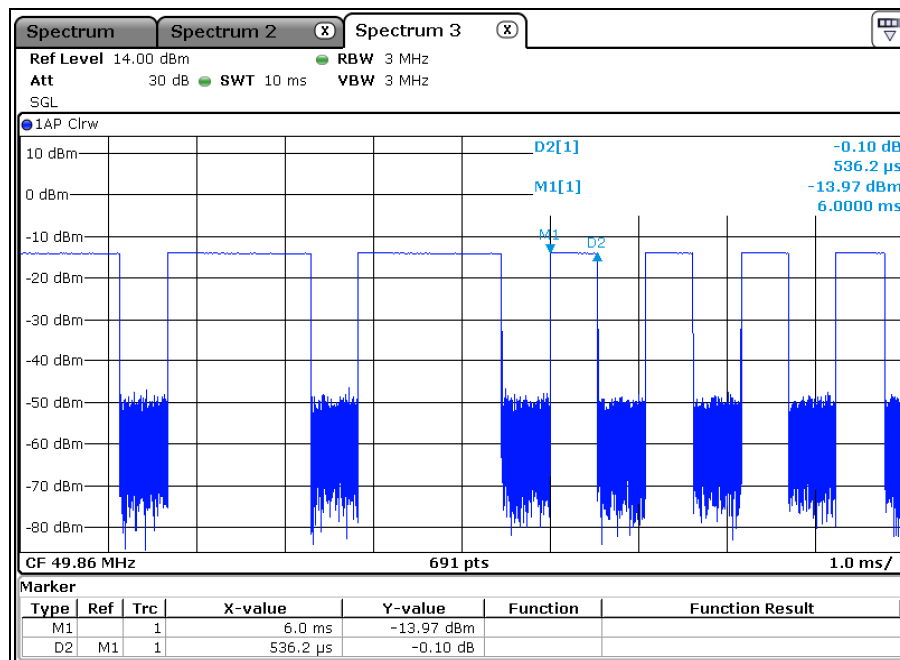 Spectrum Spectrum 2 X Spectrum 3 X
Ref Level 14.00 dBm RBW 3 MHz
Att 30 dB SWT 10 ms VBW 3 MHz
SGL
1AP Clrw
D2[1] -0.10 dB
536.2 µs
M1[1] -13.97 dBm
6.0000 ms
10 dBm
0 dBm
-10 dBm
M1
D2
-20 dBm
-30 dBm
-40 dBm
-50 dBm
-60 dBm
-70 dBm
-80 dBm
CF 49.86 MHz 691 pts 1.0 ms/
Marker
Type Ref Trc X-value Y-value Function Function Result
M1 1 6.0 ms -13.97 dBm
D2 M1 1 536.2 µs -0.10 dB